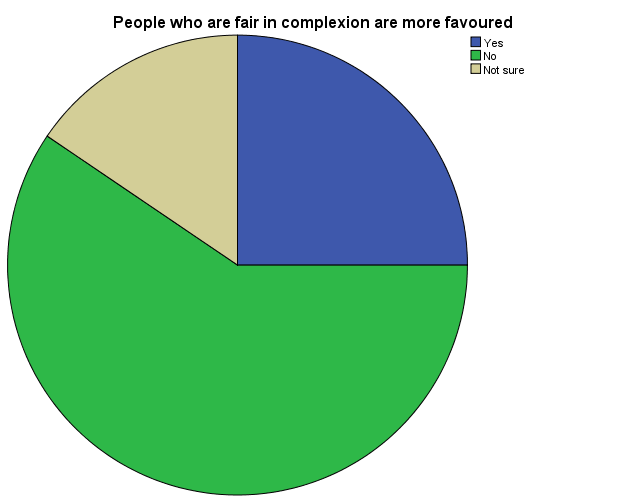 People who are fair in complexion are more favoured
Yes
No
Not sure